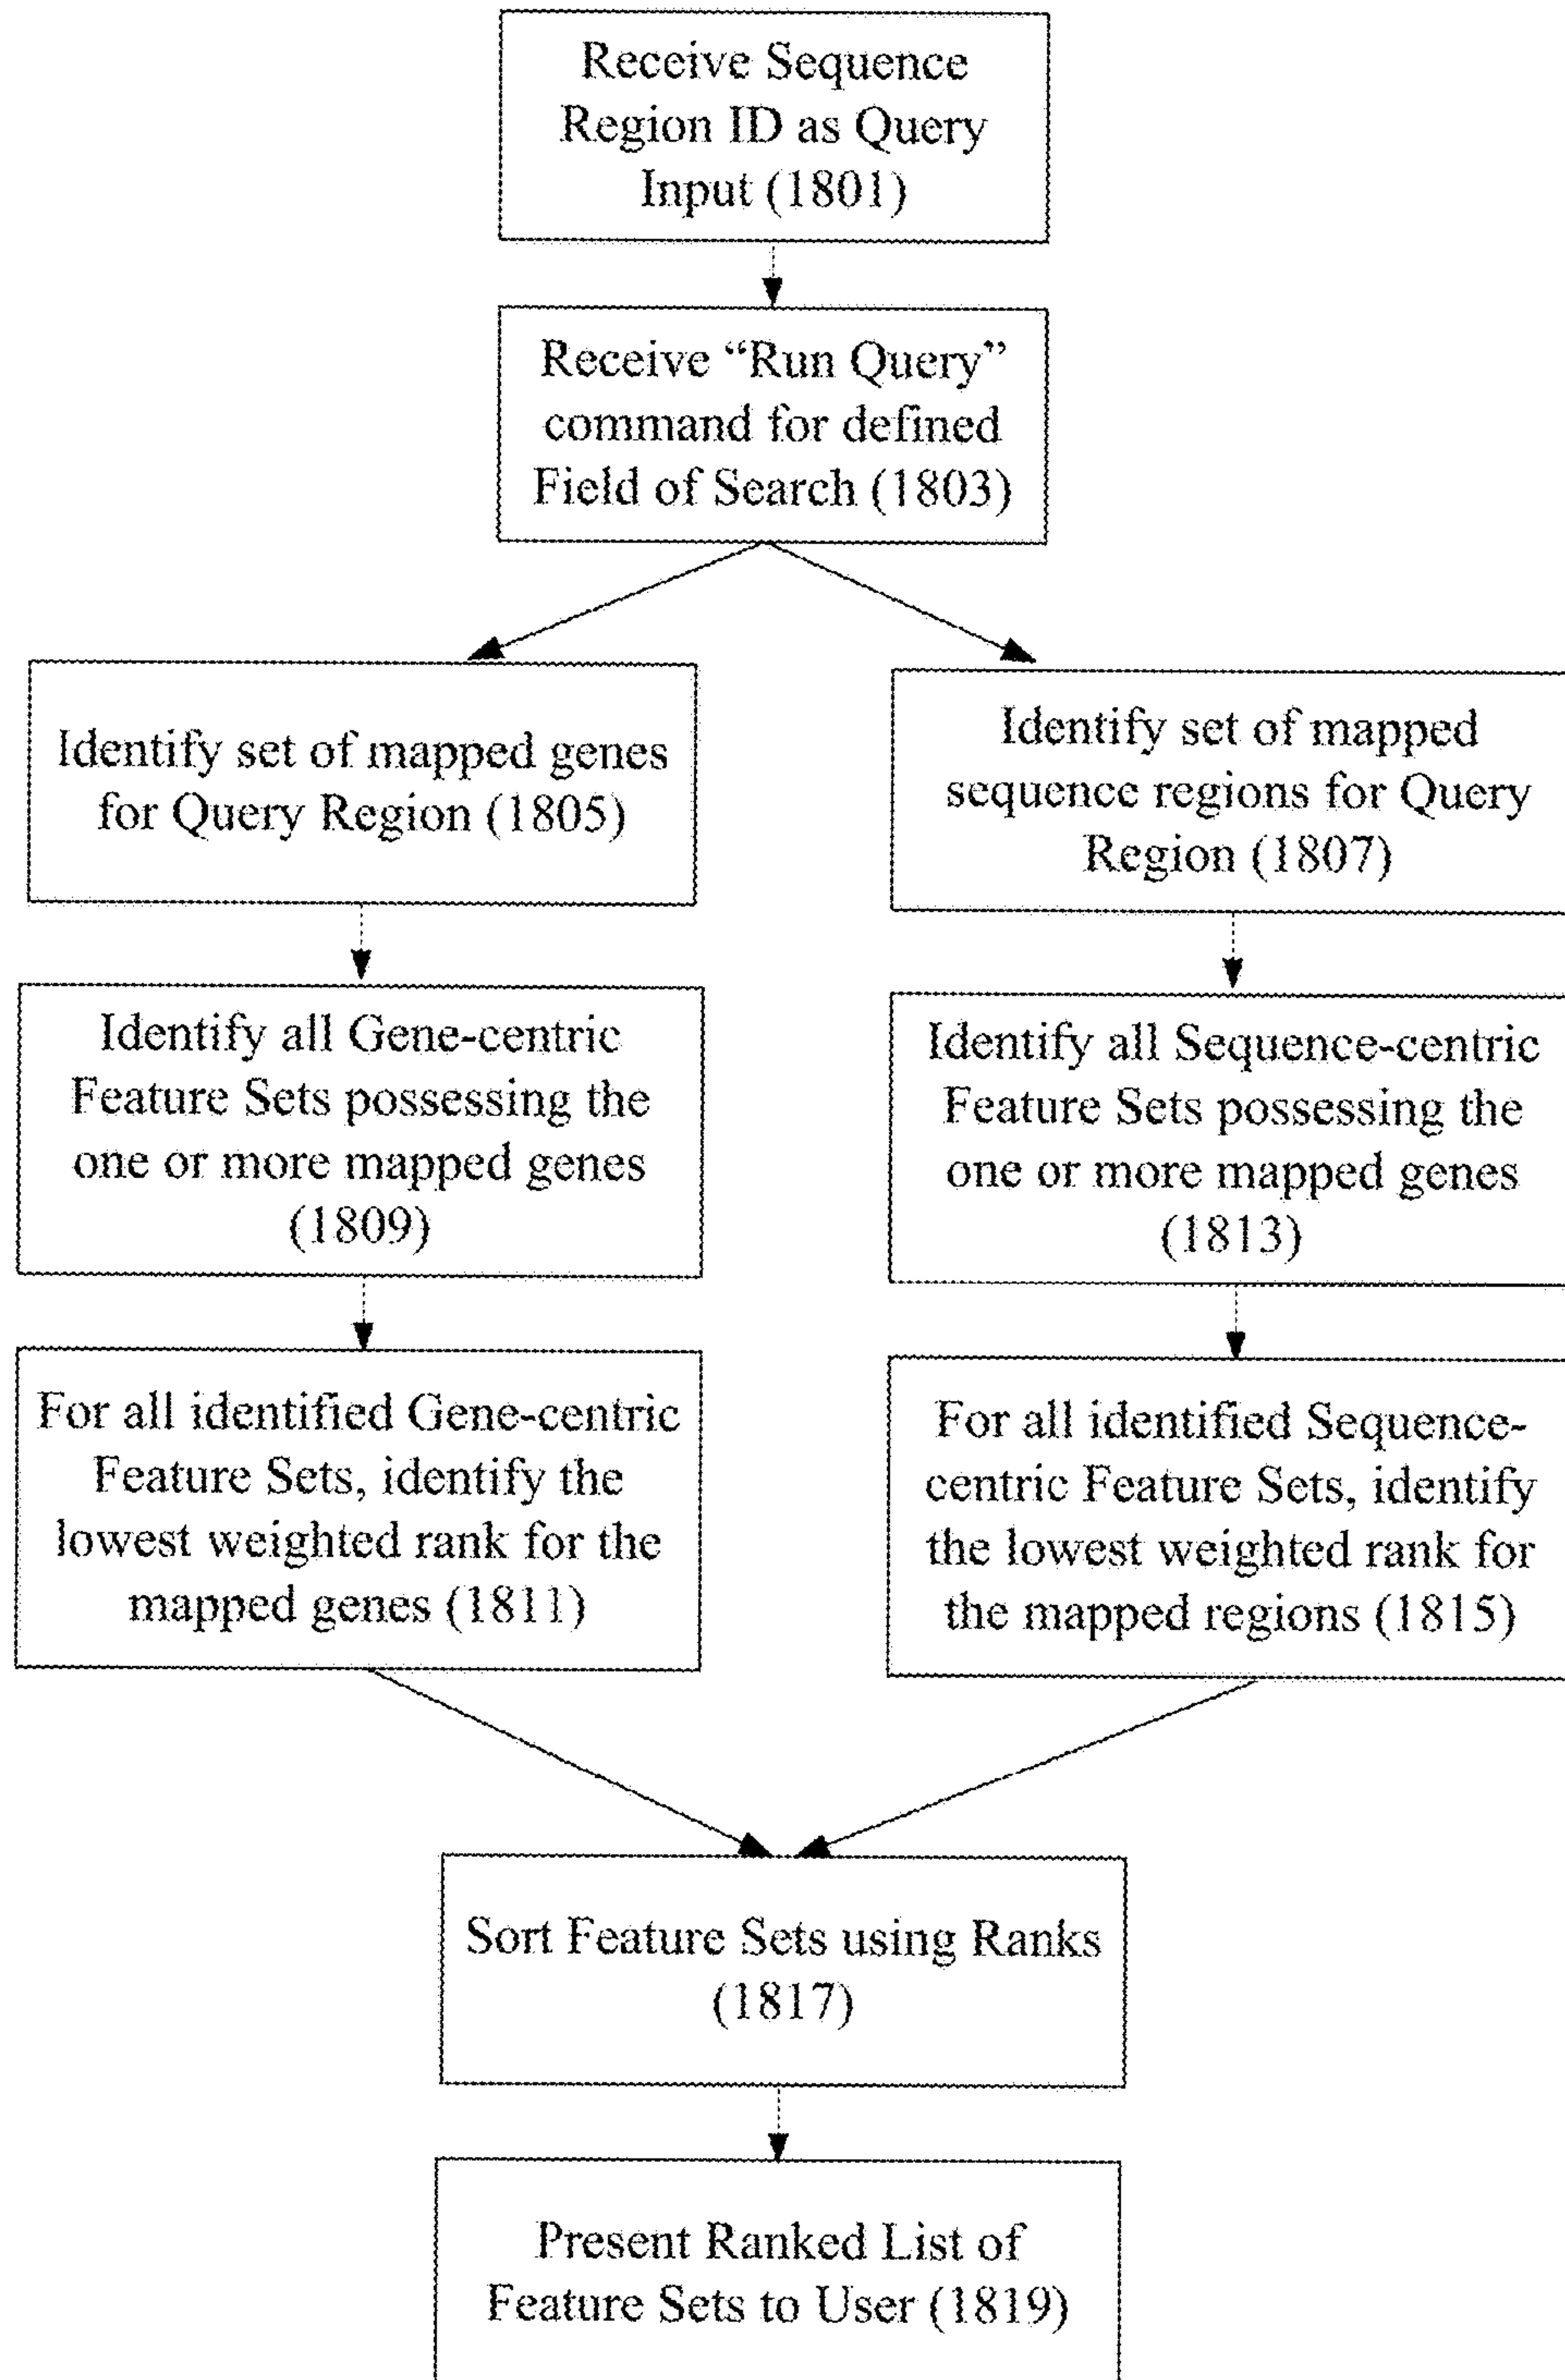 Receive Sequence
Region ID as Query
Input (1801)
Receive “Run Query”
command for defined
Field of Search (1803)
Identify set of mapped genes
for Query Region (1805)
Identify set of mapped
sequence regions for Query
Region (1807)
Identify all Gene-centric
Feature Sets possessing the
one or more mapped genes
(1809)
Identify all Sequence-centric
Feature Sets possessing the
one or more mapped genes
(1813)
For all identified Gene-centric
Feature Sets, identify the
lowest weighted rank for the
mapped genes (1811)
For all identified Sequence-
centric Feature Sets, identify
the lowest weighted rank for
the mapped regions (1815)
Sort Feature Sets using Ranks
(1817)
Present Ranked List of
Feature Sets to User (1819)